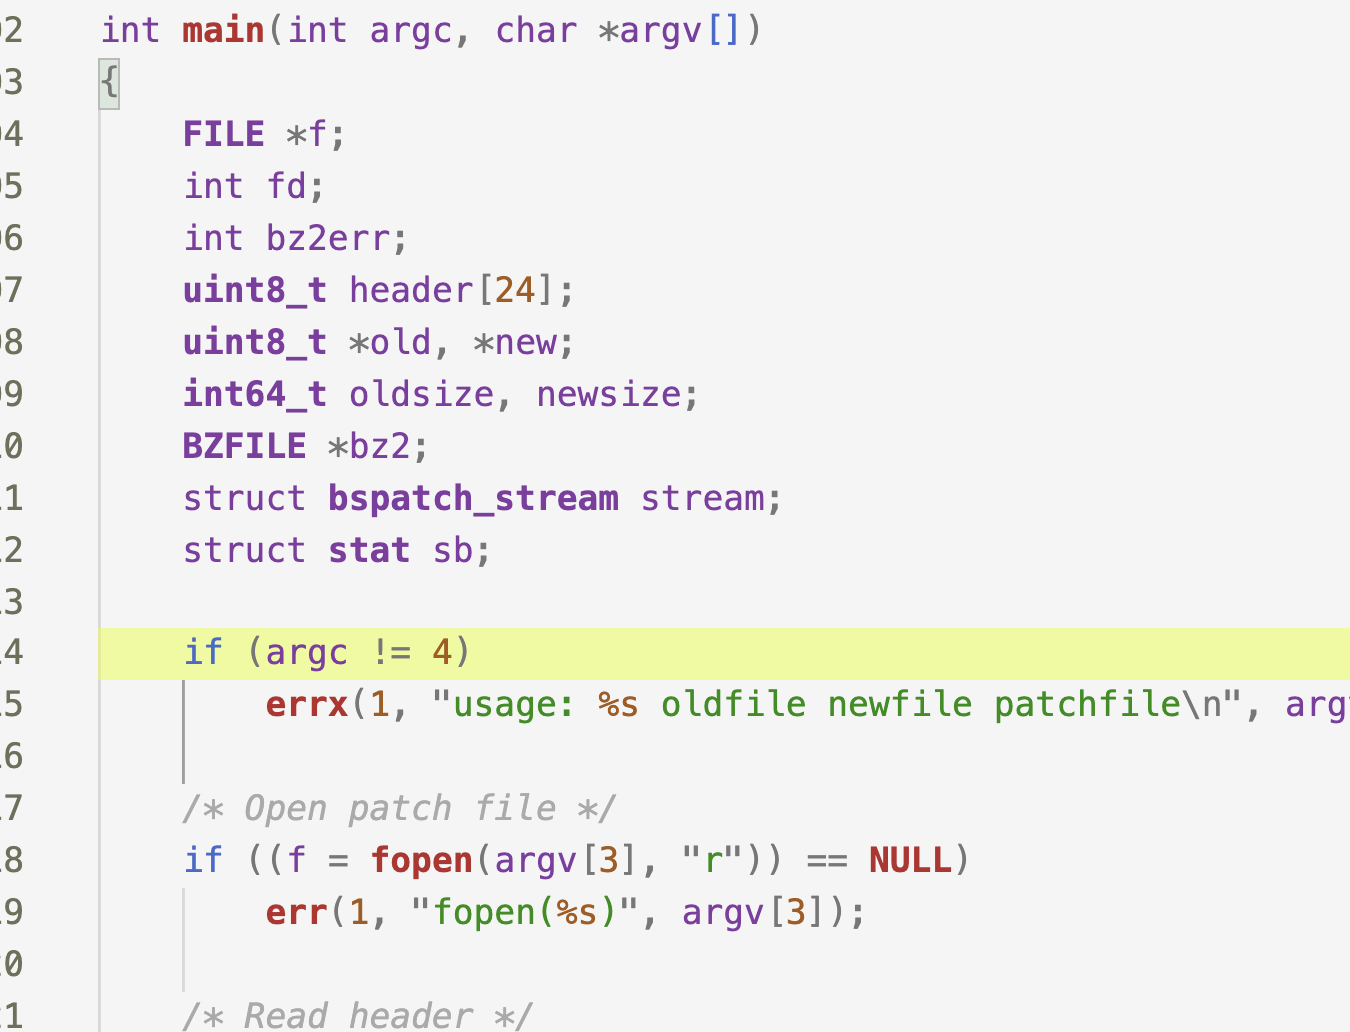 2 int main(int argc, char *argv[])
3 {
4 FILE *f;
5 int fd;
6 int bz2err;
7 uint8_t header[24];
8 uint8_t *old, *new;
9 int64_t oldsize, newsize;
0 BZFILE *bz2;
1 struct bspatch_stream stream;
2 struct stat sb;
3
4 if (argc != 4)
5 errx(1, "usage: %s oldfile newfile patchfile\n", arg
6
7 /* Open patch file */
8 if ((f = fopen(argv[3], "r")) == NULL)
9 err(1, "fopen(%s)", argv[3]);
0
1 /* Read header */